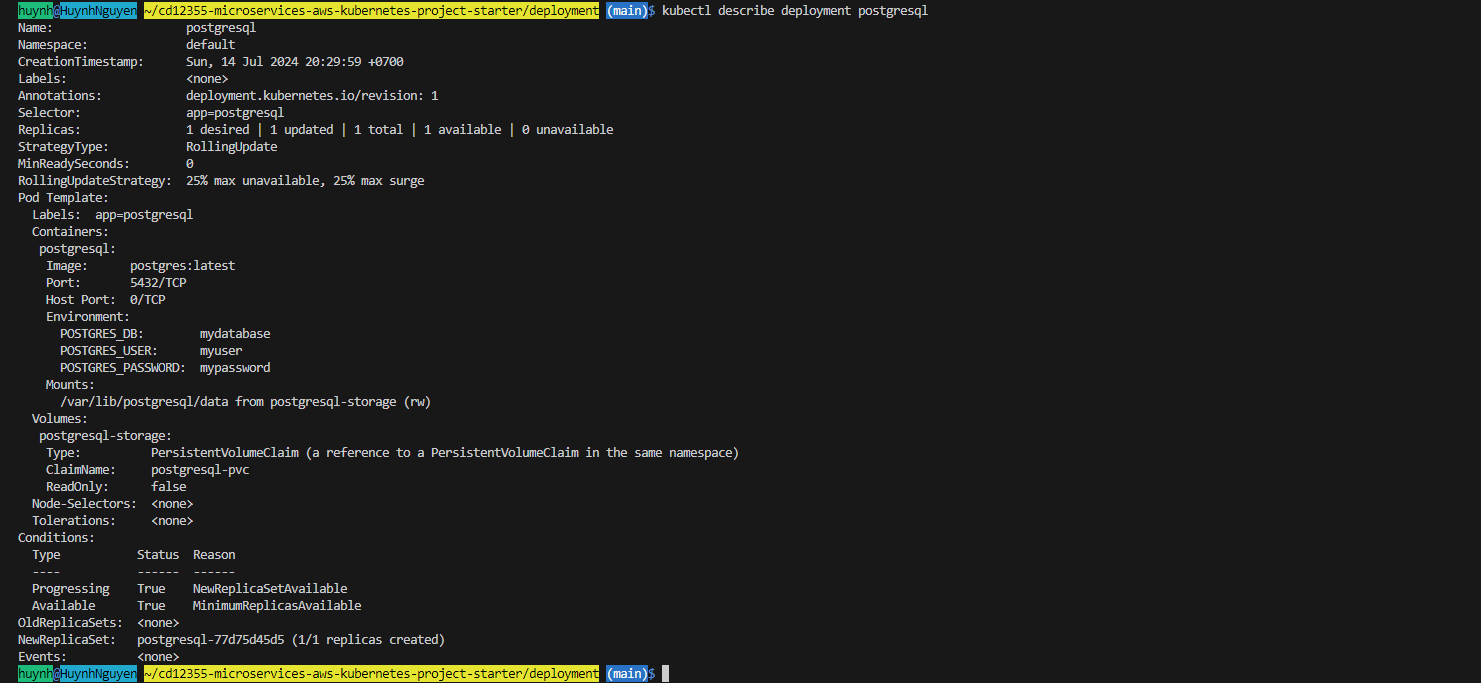 huynh@HuynhNguyen ~/cd12355-microservices-aws-kubernetes-project-starter/deployment (main)$ kubectl describe deployment postgresql
Name:                   postgresql
Namespace:              default
CreationTimestamp:      Sun, 14 Jul 2024 20:29:59 +0700
Labels:                 <none>
Annotations:            deployment.kubernetes.io/revision: 1
Selector:               app=postgresql
Replicas:               1 desired | 1 updated | 1 total | 1 available | 0 unavailable
StrategyType:           RollingUpdate
MinReadySeconds:        0
RollingUpdateStrategy:  25% max unavailable, 25% max surge
Pod Template:
  Labels:  app=postgresql
  Containers:
   postgresql:
    Image:      postgres:latest
    Port:       5432/TCP
    Host Port:  0/TCP
    Environment:
      POSTGRES_DB:        mydatabase
      POSTGRES_USER:      myuser
      POSTGRES_PASSWORD:  mypassword
    Mounts:
      /var/lib/postgresql/data from postgresql-storage (rw)
  Volumes:
   postgresql-storage:
    Type:          PersistentVolumeClaim (a reference to a PersistentVolumeClaim in the same namespace)
    ClaimName:     postgresql-pvc
    ReadOnly:      false
  Node-Selectors:  <none>
  Tolerations:     <none>
Conditions:
  Type           Status  Reason
  ----           ------  ------
  Progressing    True    NewReplicaSetAvailable
  Available      True    MinimumReplicasAvailable
OldReplicaSets:  <none>
NewReplicaSet:   postgresql-77d75d45d5 (1/1 replicas created)
Events:          <none>
huynh@HuynhNguyen ~/cd12355-microservices-aws-kubernetes-project-starter/deployment (main)$